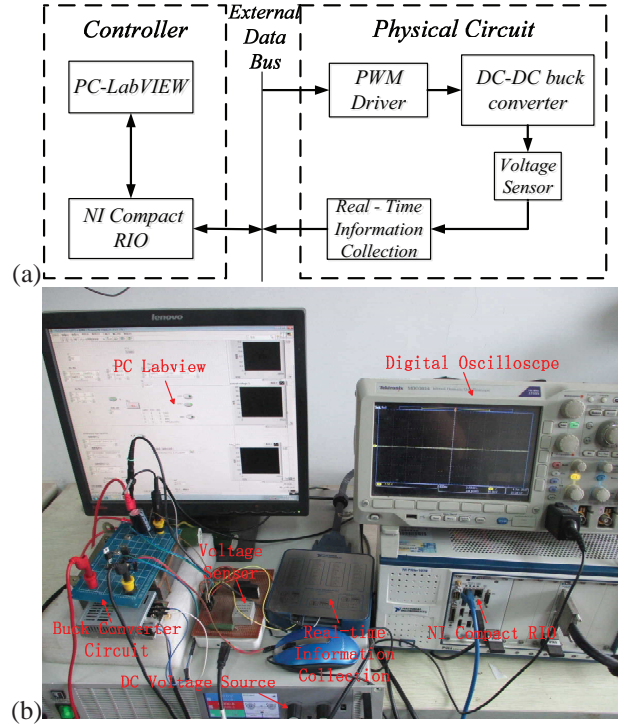 Controller
External
Data
Bus
Physical Circuit
PC-LabVIEW
PWM
Driver
DC-DC buck
converter
Voltage
Sensor
NI Compact
RIO
Real - Time
Information
Collection
(a)
lenovo
PC Labview
Digital Oscilloscpe
Tektronix
Voltage
Sensor
Buck Converter
Circuit
Real-time
Information
Collection
NI Compact RIO
DC Voltage Source
(b)